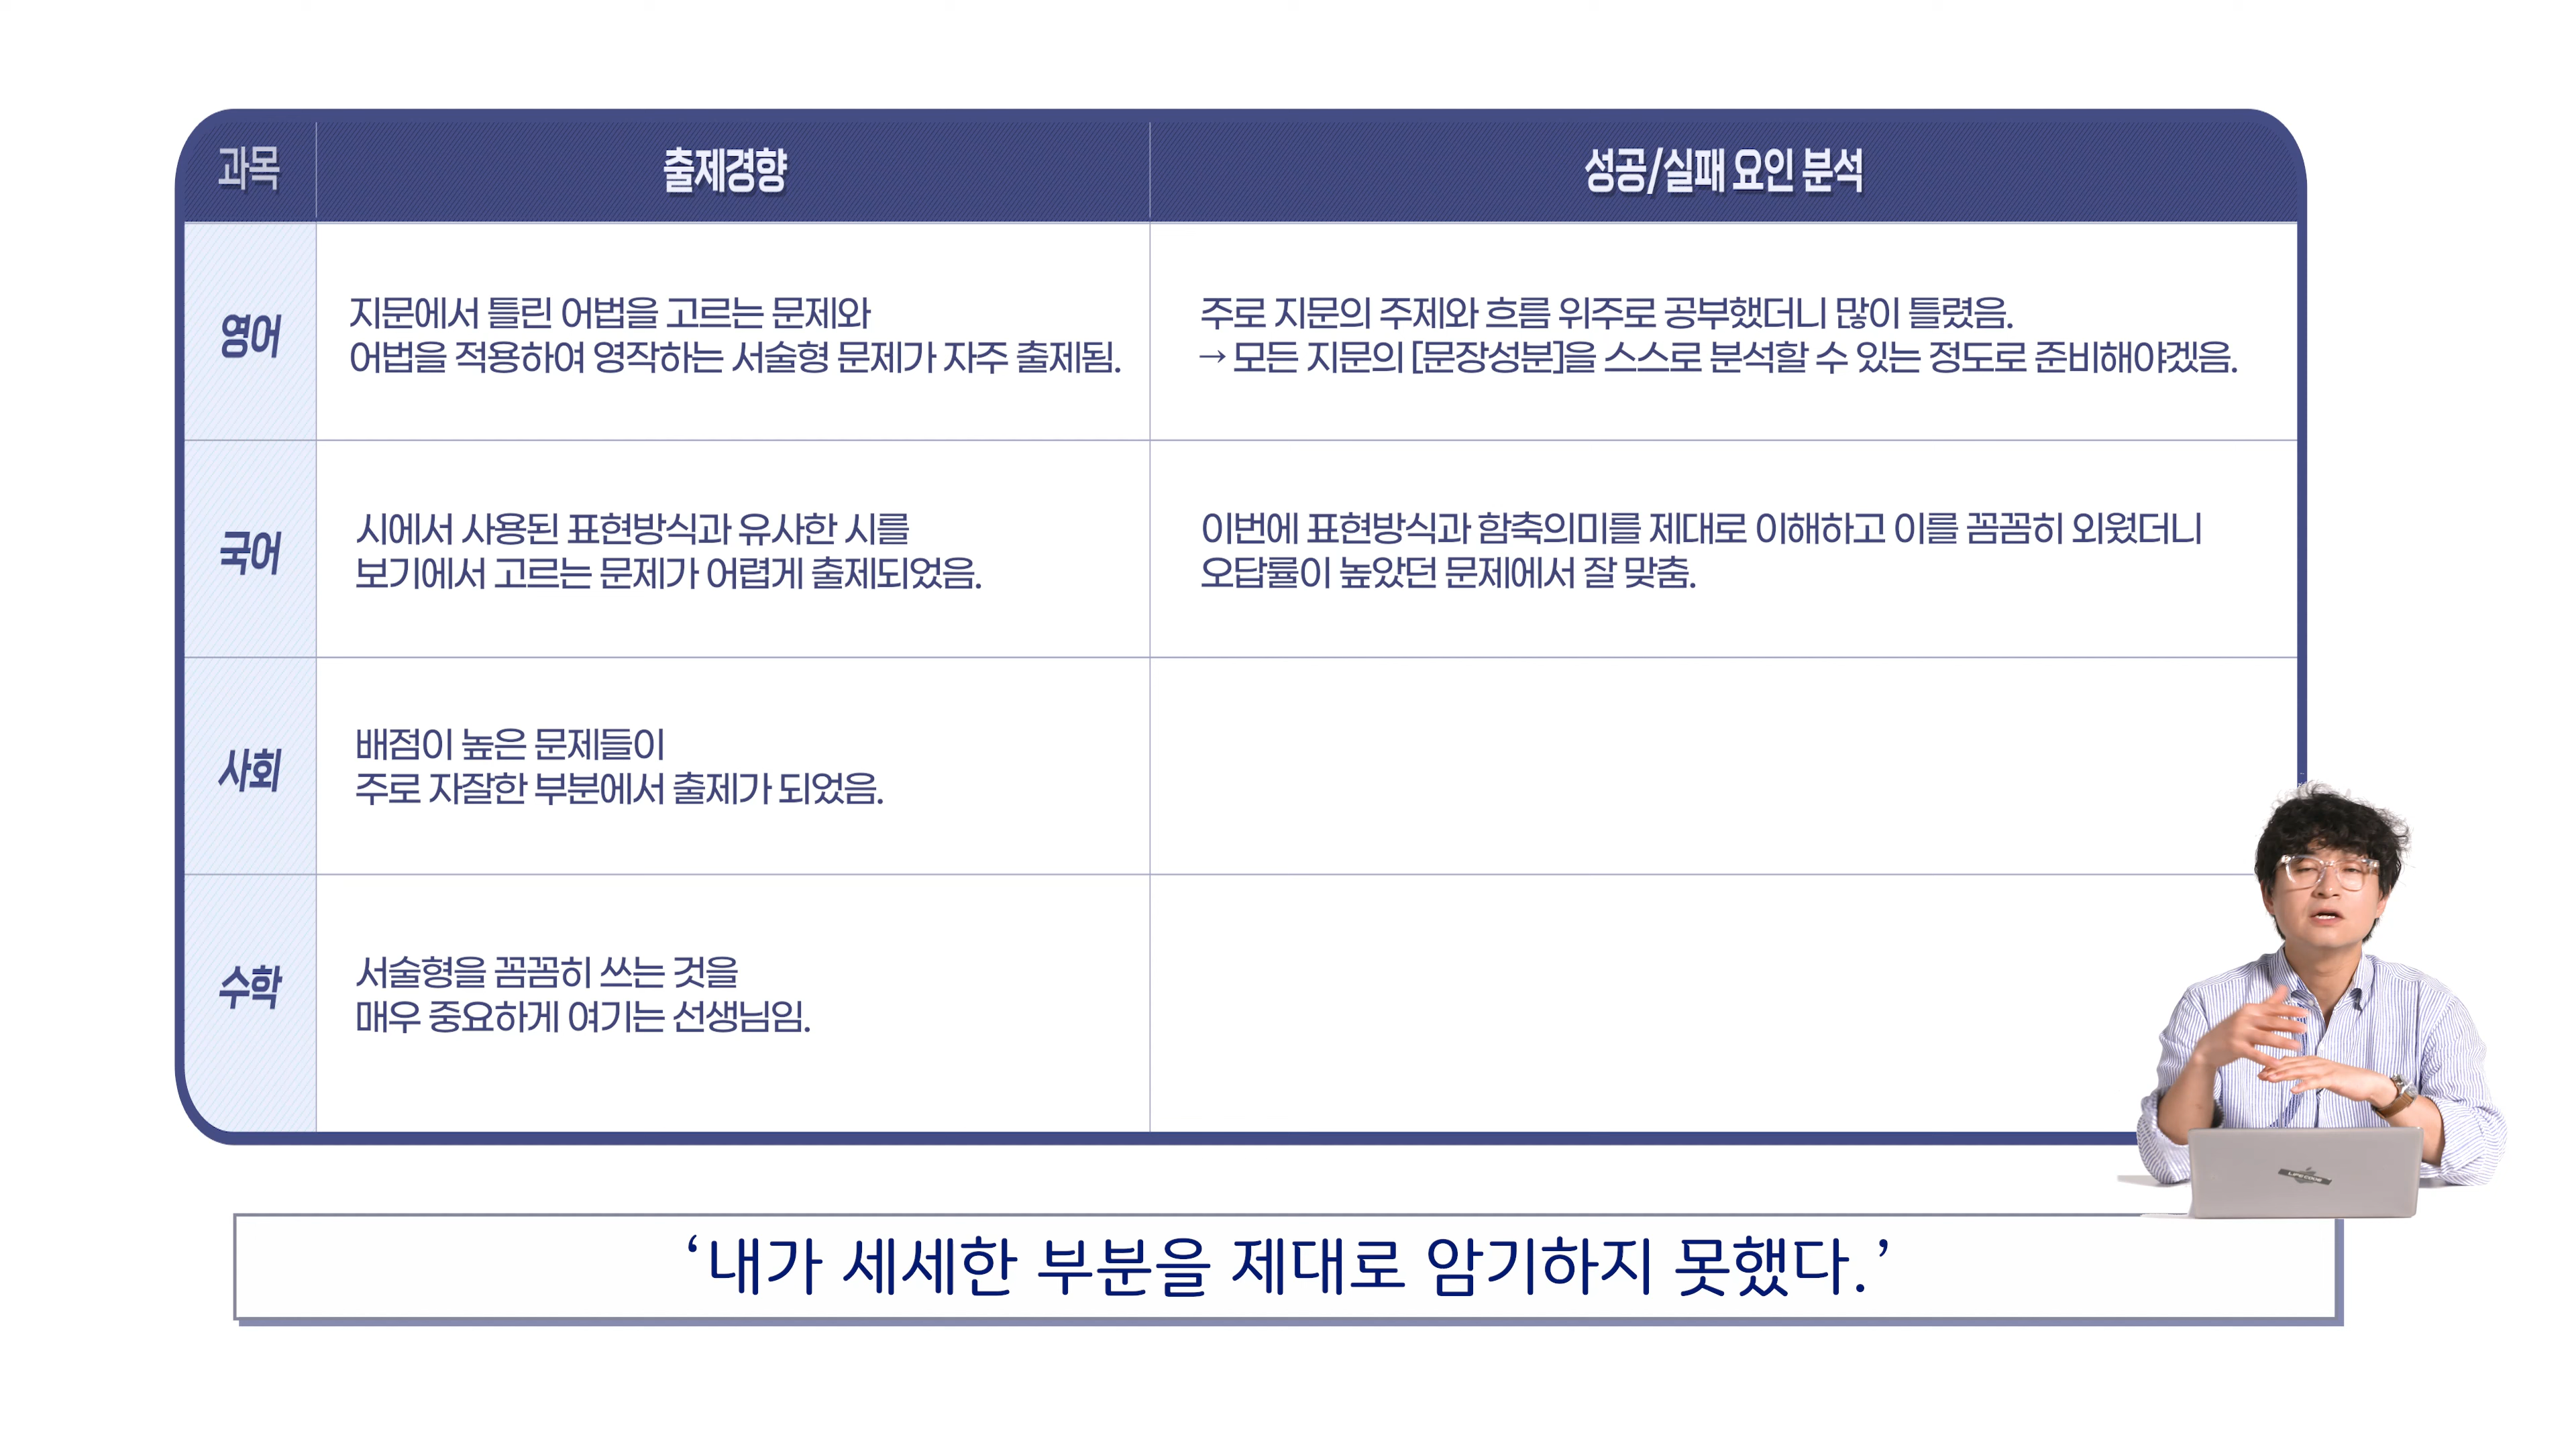 과목
출제경향
성공/실패 요인 분석
영어
지문에서 틀린 어법을 고르는 문제와
어법을 적용하여 영작하는 서술형 문제가 자주 출제됨.
주로 지문의 주제와 흐름 위주로 공부했더니 많이 틀렸음.
→ 모든 지문의 [문장성분]을 스스로 분석할 수 있는 정도로 준비해야겠음.
국어
시에서 사용된 표현방식과 유사한 시를
보기에서 고르는 문제가 어렵게 출제되었음.
이번에 표현방식과 함축의미를 제대로 이해하고 이를 꼼꼼히 외웠더니
오답률이 높았던 문제에서 잘 맞춤.
사회
배점이 높은 문제들이
주로 자잘한 부분에서 출제가 되었음.
수학
서술형을 꼼꼼히 쓰는 것을
매우 중요하게 여기는 선생님임.
‘내가 세세한 부분을 제대로 암기하지 못했다.’